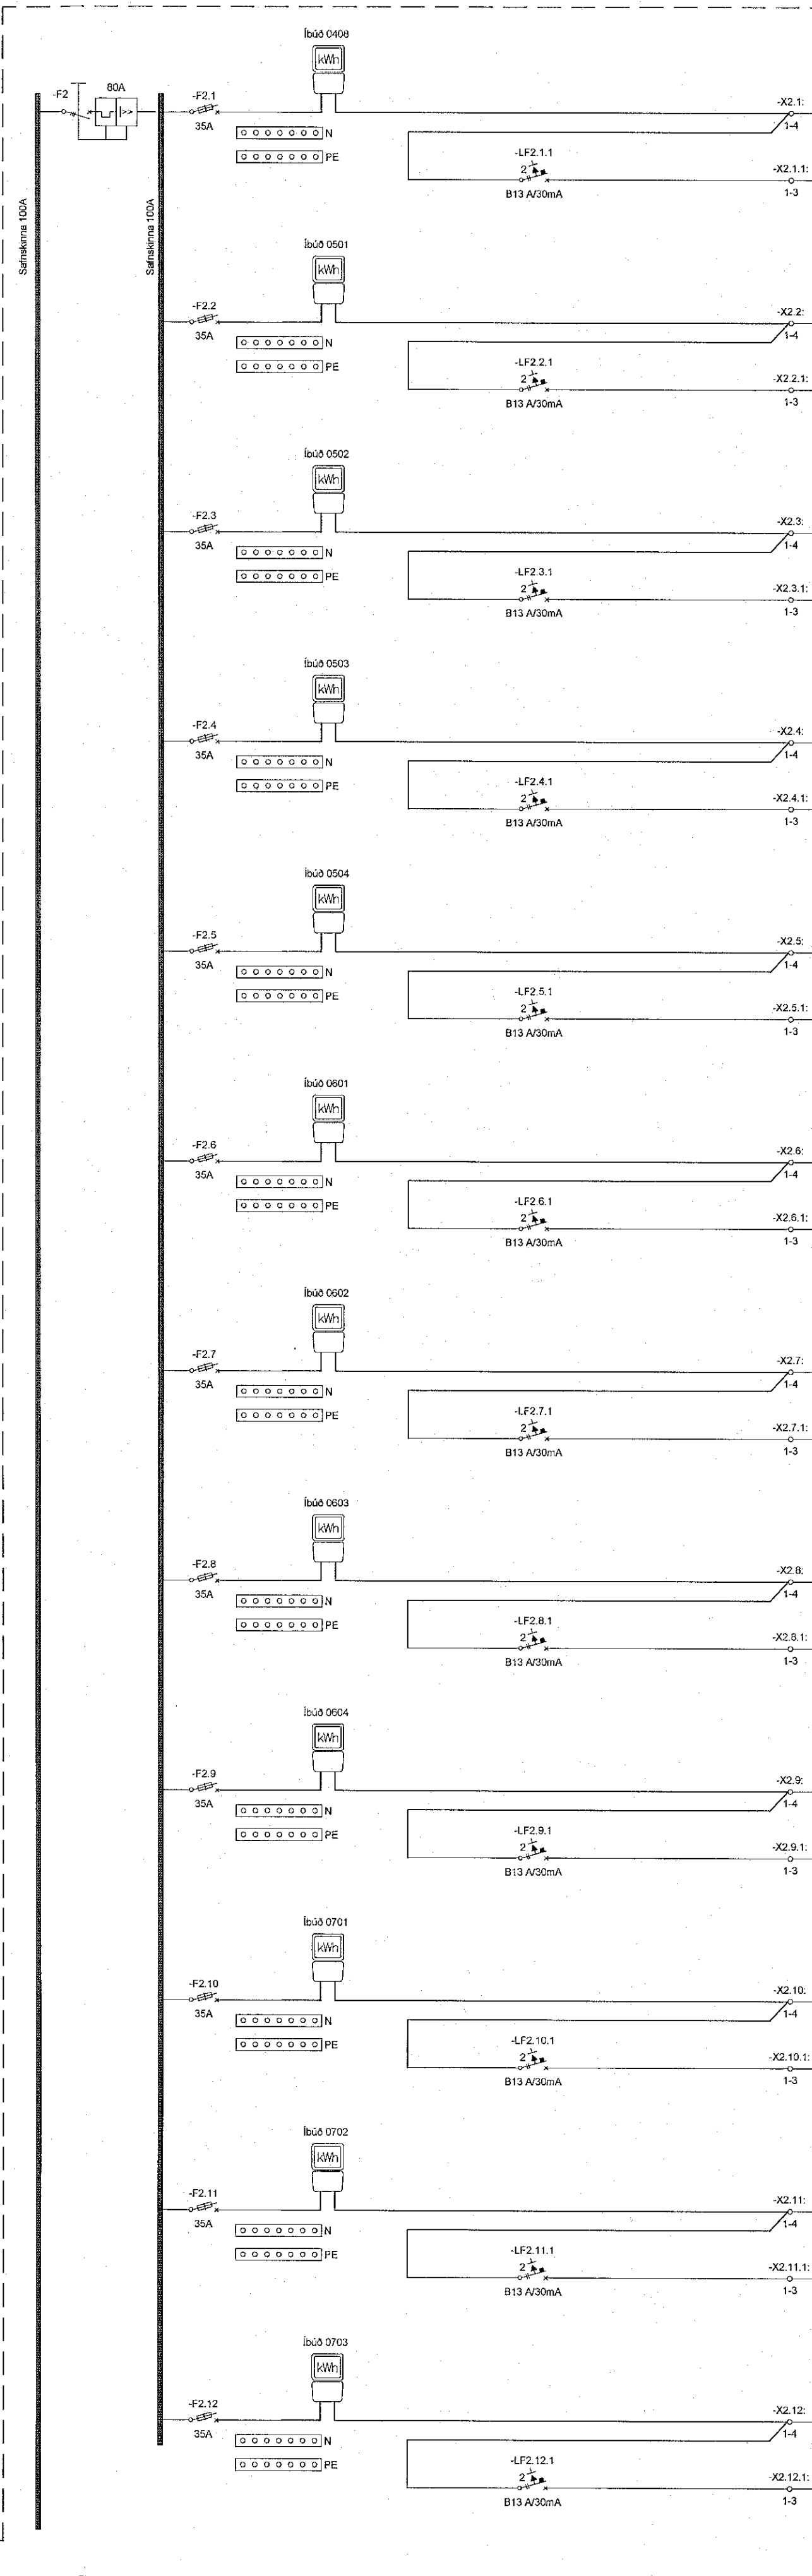 Íbúð 0408
kWh
-F2
80A
-F2.1
35A
N
PE
-X2.1:
1-4
-LF2.1.1
2
B13 A/30mA
-X2.1.1:
1-3
Safnskinna 100A
Safnskinna 100A
Íbúð 0501
kWh
-F2.2
35A
N
PE
-X2.2:
1-4
-LF2.2.1
2
B13 A/30mA
-X2.2.1:
1-3
Íbúð 0502
kWh
-F2.3
35A
N
PE
-X2.3:
1-4
-LF2.3.1
2
B13 A/30mA
-X2.3.1:
1-3
Íbúð 0503
kWh
-F2.4
35A
N
PE
-X2.4:
1-4
-LF2.4.1
2
B13 A/30mA
-X2.4.1:
1-3
Íbúð 0504
kWh
-F2.5
35A
N
PE
-X2.5:
1-4
-LF2.5.1
2
B13 A/30mA
-X2.5.1:
1-3
Íbúð 0601
kWh
-F2.6
35A
N
PE
-X2.6:
1-4
-LF2.6.1
2
B13 A/30mA
-X2.6.1:
1-3
Íbúð 0602
kWh
-F2.7
35A
N
PE
-X2.7:
1-4
-LF2.7.1
2
B13 A/30mA
-X2.7.1:
1-3
Íbúð 0603
kWh
-F2.8
35A
N
PE
-X2.8:
1-4
-LF2.8.1
2
B13 A/30mA
-X2.8.1:
1-3
Íbúð 0604
kWh
-F2.9
35A
N
PE
-X2.9:
1-4
-LF2.9.1
2
B13 A/30mA
-X2.9.1:
1-3
Íbúð 0701
kWh
-F2.10
35A
N
PE
-X2.10:
1-4
-LF2.10.1
2
B13 A/30mA
-X2.10.1:
1-3
Íbúð 0702
kWh
-F2.11
35A
N
PE
-X2.11:
1-4
-LF2.11.1
2
B13 A/30mA
-X2.11.1:
1-3
Íbúð 0703
kWh
-F2.12
35A
N
PE
-X2.12:
1-4
-LF2.12.1
2
B13 A/30mA
-X2.12.1:
1-3